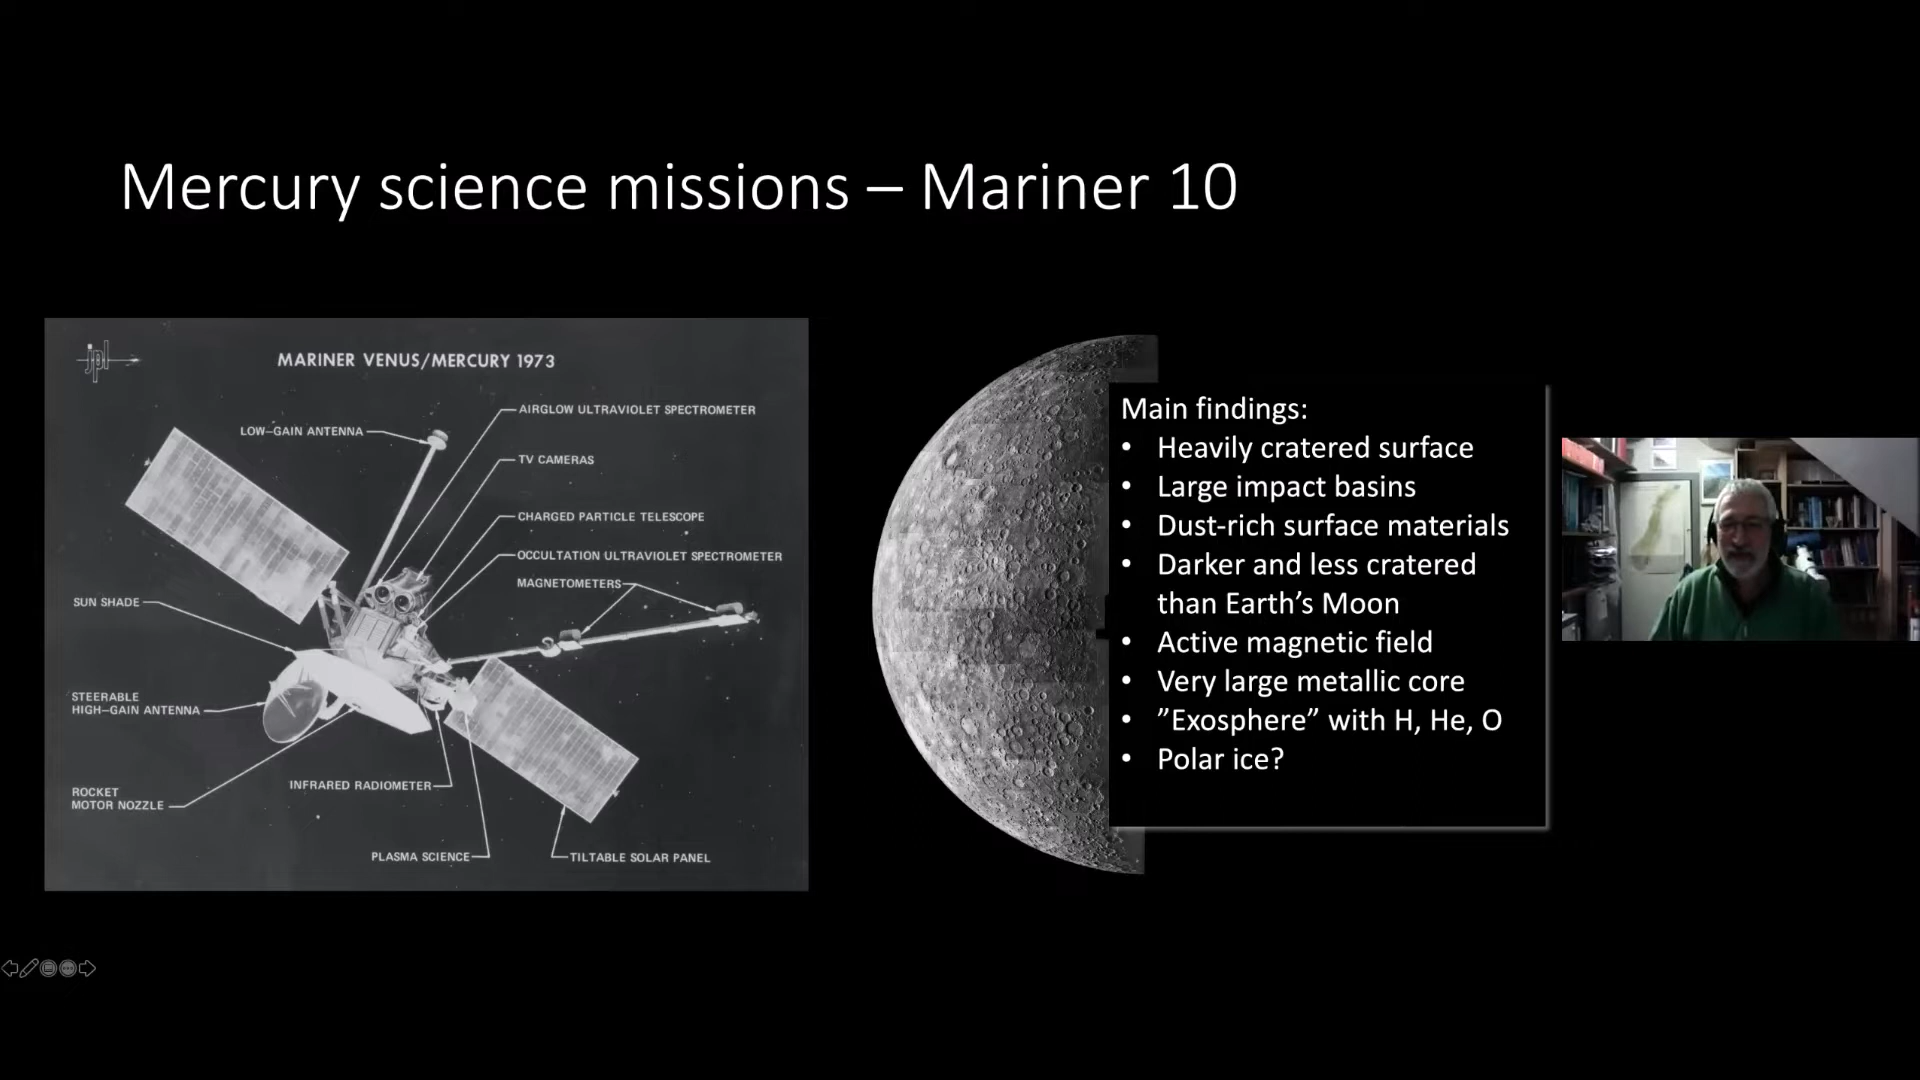 Mercury science missions – Mariner 10
jpl
MARINER VENUS/MERCURY 1973
AIRGLOW ULTRAVIOLET SPECTROMETER
LOW–GAIN ANTENNA
TV CAMERAS
CHARGED PARTICLE TELESCOPE
OCCULTATION ULTRAVIOLET SPECTROMETER
MAGNETOMETERS
SUN SHADE
STEERABLE
HIGH–GAIN ANTENNA
INFRARED RADIOMETER
ROCKET
MOTOR NOZZLE
PLASMA SCIENCE
TILTABLE SOLAR PANEL
Main findings:
• Heavily cratered surface
• Large impact basins
• Dust-rich surface materials
• Darker and less cratered
than Earth’s Moon
• Active magnetic field
• Very large metallic core
• ”Exosphere” with H, He, O
• Polar ice?